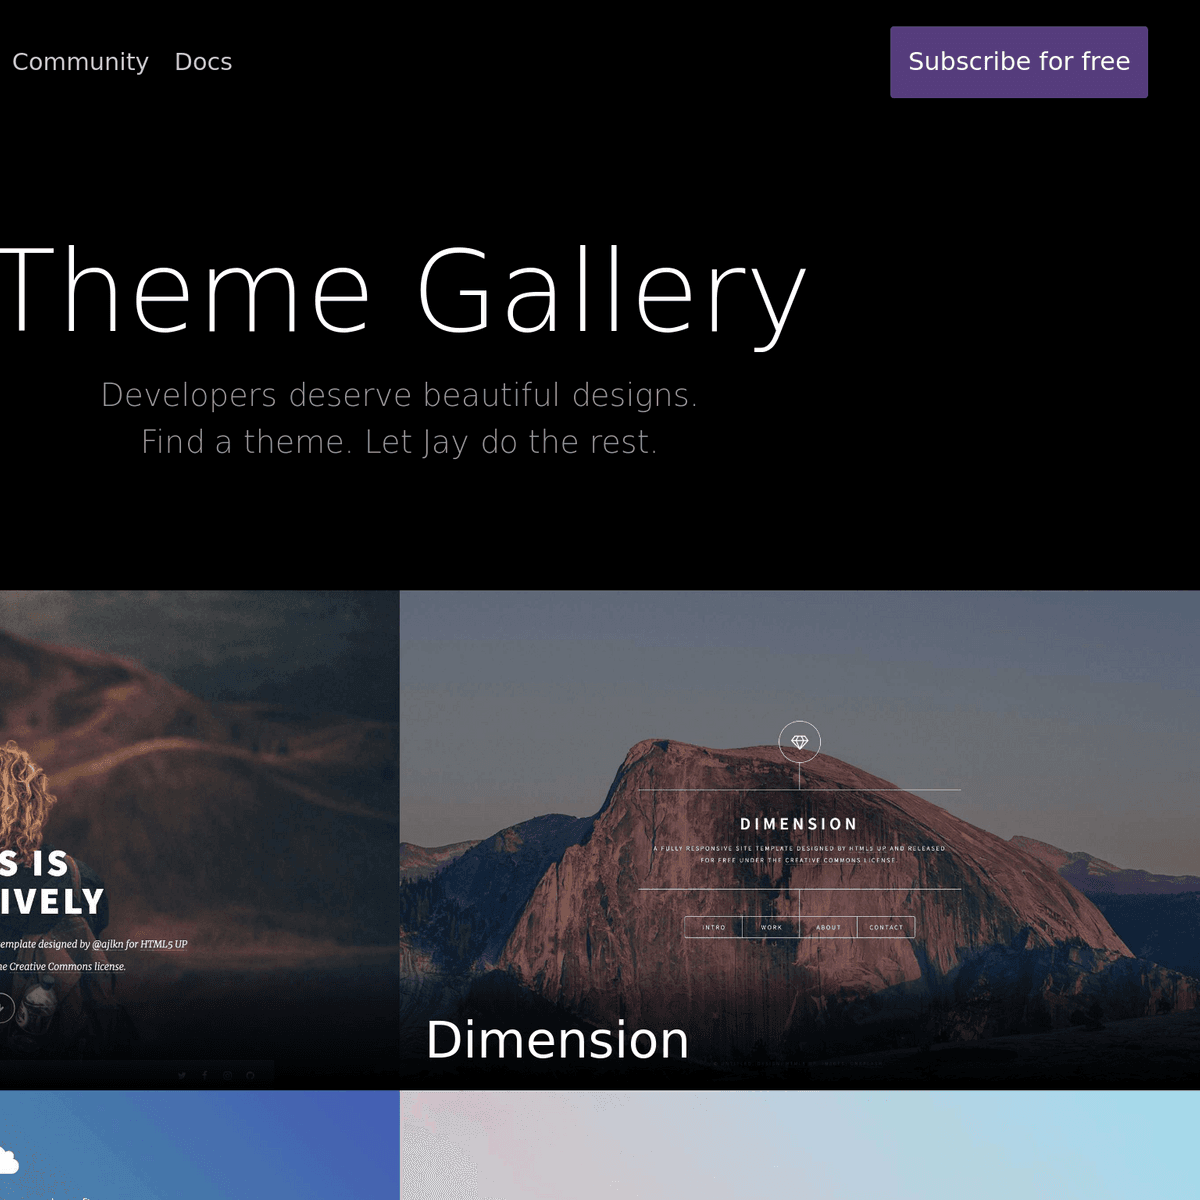 Community Docs Subscribe for free
Theme Gallery
Developers deserve beautiful designs.
Find a theme. Let Jay do the rest.
S IS
IVELY
emplate designed by @ajlkn for HTML5 UP
he Creative Commons license.
DIMENSION
A FULLY RESPONSIVE SITE TEMPLATE DESIGNED BY HTML5 UP AND RELEASED
FOR FREE UNDER THE CREATIVE COMMONS LICENSE.
INTRO WORK ABOUT CONTACT
Dimension